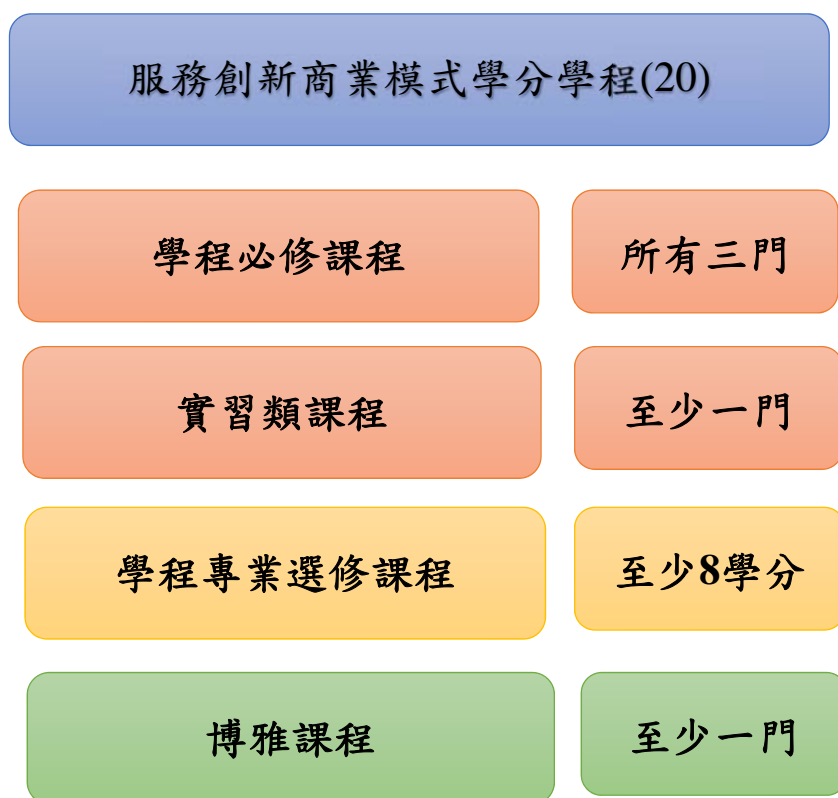 服務創新商業模式學分學程(20)
學程必修課程 所有三門
實習類課程 至少一門
學程專業選修課程 至少8學分
博雅課程 至少一門